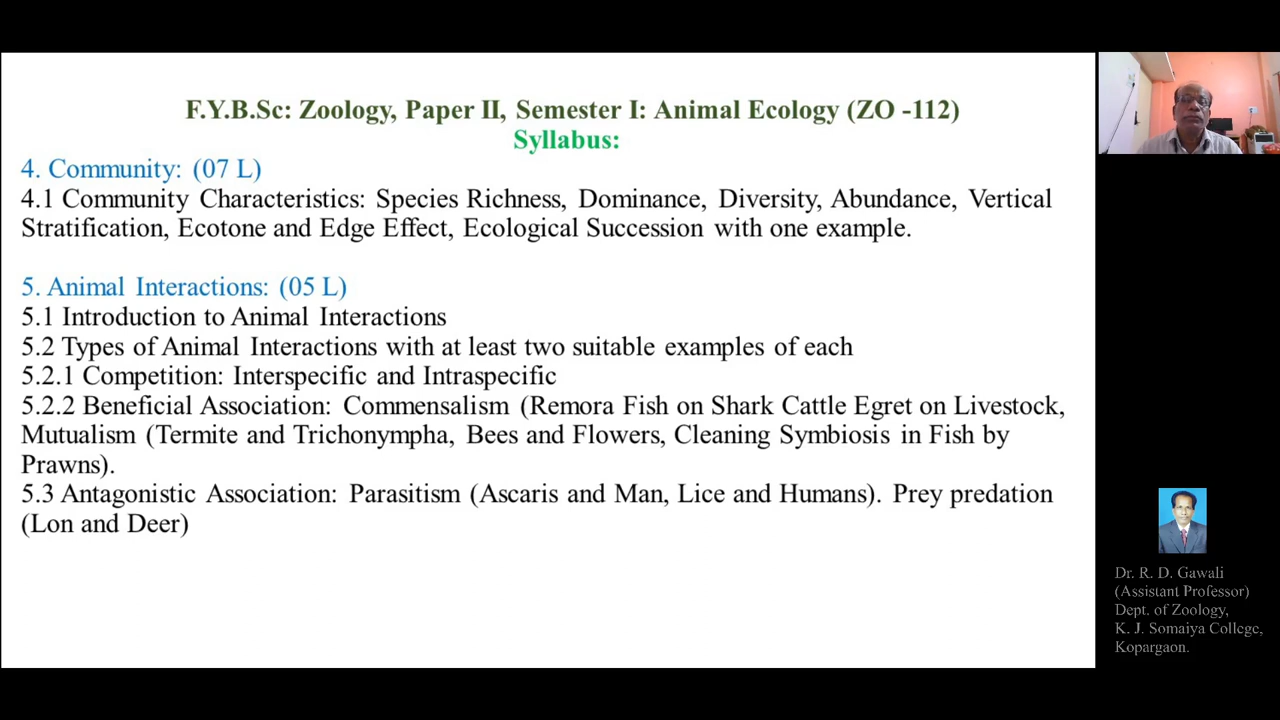 F.Y.B.Sc: Zoology, Paper II, Semester I: Animal Ecology (ZO -112)
Syllabus:
4. Community: (07 L)
4.1 Community Characteristics: Species Richness, Dominance, Diversity, Abundance, Vertical
Stratification, Ecotone and Edge Effect, Ecological Succession with one example.
5. Animal Interactions: (05 L)
5.1 Introduction to Animal Interactions
5.2 Types of Animal Interactions with at least two suitable examples of each
5.2.1 Competition: Interspecific and Intraspecific
5.2.2 Beneficial Association: Commensalism (Remora Fish on Shark Cattle Egret on Livestock,
Mutualism (Termite and Trichonympha, Bees and Flowers, Cleaning Symbiosis in Fish by
Prawns).
5.3 Antagonistic Association: Parasitism (Ascaris and Man, Lice and Humans). Prey predation
(Lon and Deer)
Dr. R. D. Gawali
(Assistant Professor)
Dept. of Zoology,
K. J. Somaiya College,
Kopargaon.